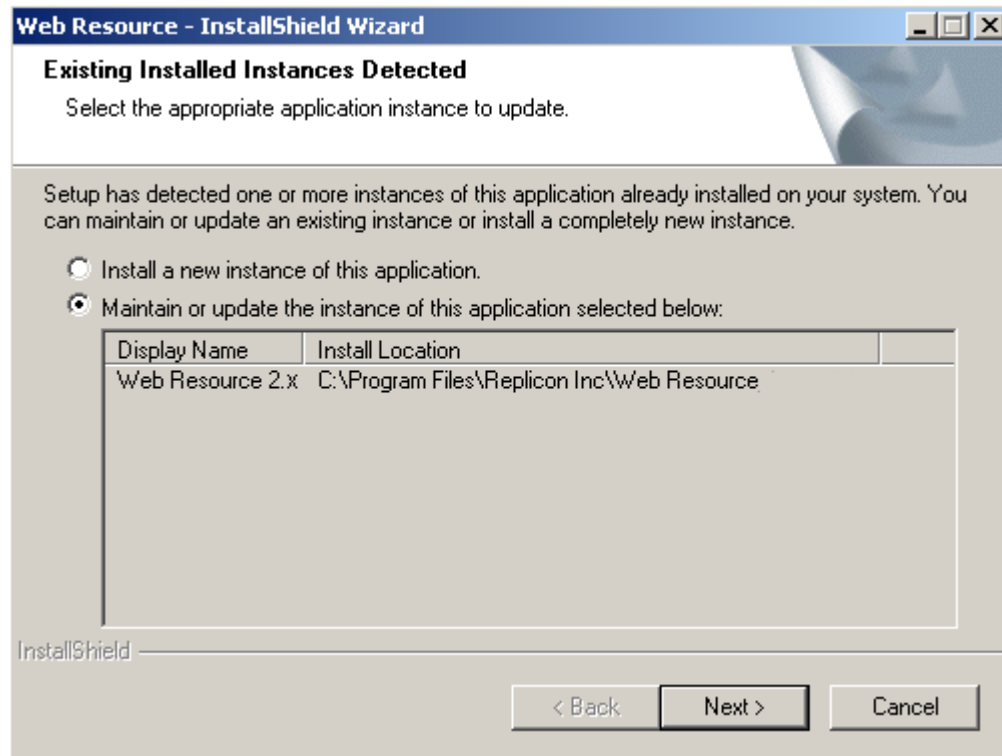 Web Resource - InstallShield Wizard
Existing Installed Instances Detected
Select the appropriate application instance to update.
Setup has detected one or more instances of this application already installed on your system. You
can maintain or update an existing instance or install a completely new instance.
Install a new instance of this application.
Maintain or update the instance of this application selected below:
Display Name Install Location
Web Resource 2.x C:\Program Files\Replicon Inc\Web Resource
InstallShield
< Back Next > Cancel